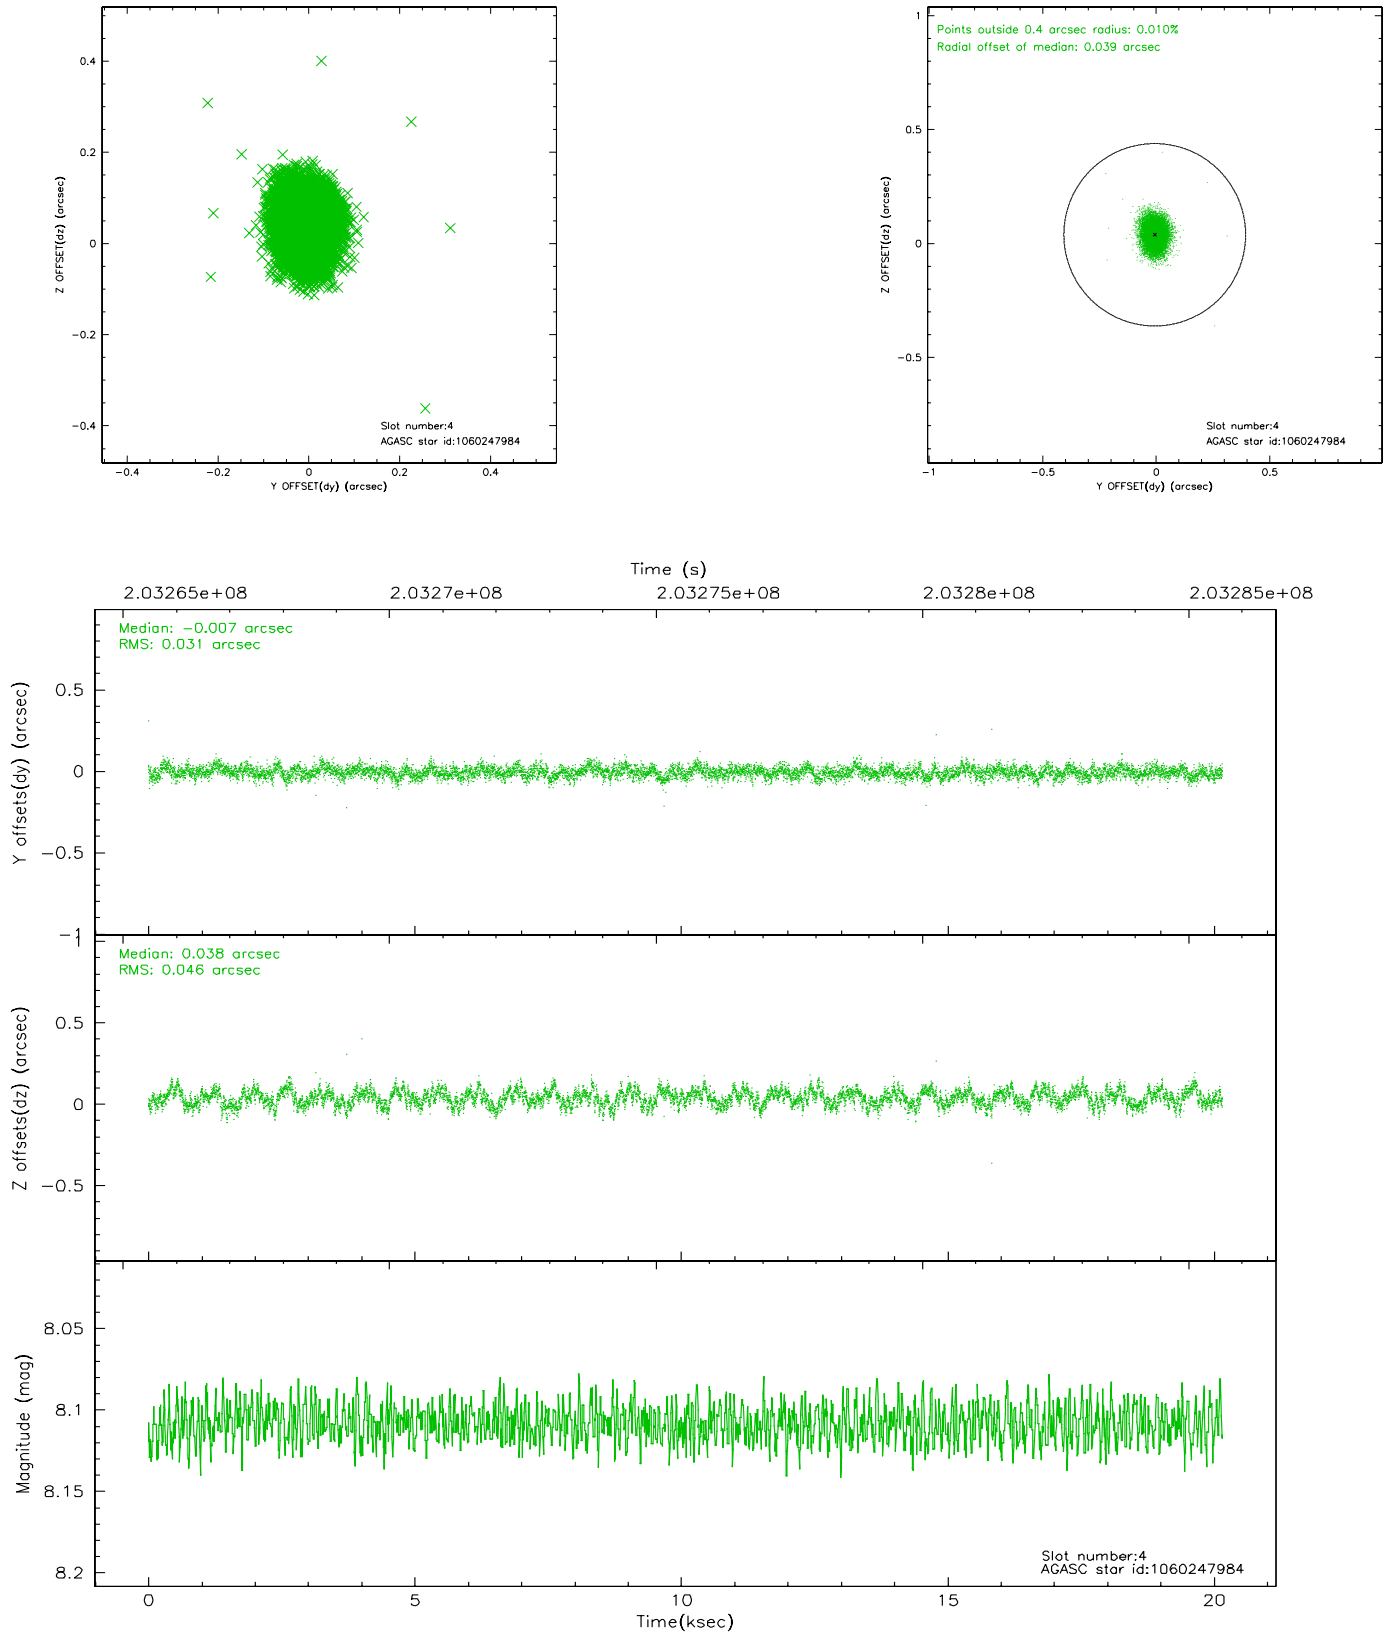 0.4
0.2
0
−0.2
−0.4
Z OFFSET(dz) (arcsec)
Slot number:4
AGASC star id:1060247984
−0.4 −0.2 0 0.2 0.4
Y OFFSET(dy) (arcsec)
Points outside 0.4 arcsec radius: 0.010%
Radial offset of median: 0.039 arcsec
1
0.5
0
−0.5
Z OFFSET(dz) (arcsec)
Slot number:4
AGASC star id:1060247984
−1 −0.5 0 0.5
Y OFFSET(dy) (arcsec)
Time (s)
2.03265e+08 2.0327e+08 2.03275e+08 2.0328e+08 2.03285e+08
Median: −0.007 arcsec
RMS: 0.031 arcsec
0.5
0
−0.5
−1
Y offsets(dy) (arcsec)
Median: 0.038 arcsec
RMS: 0.046 arcsec
1
0.5
0
−0.5
Z offsets(dz) (arcsec)
8.05
8.1
8.15
8.2
Magnitude (mag)
Slot number:4
AGASC star id:1060247984
0 5 10 15 20
Time(ksec)